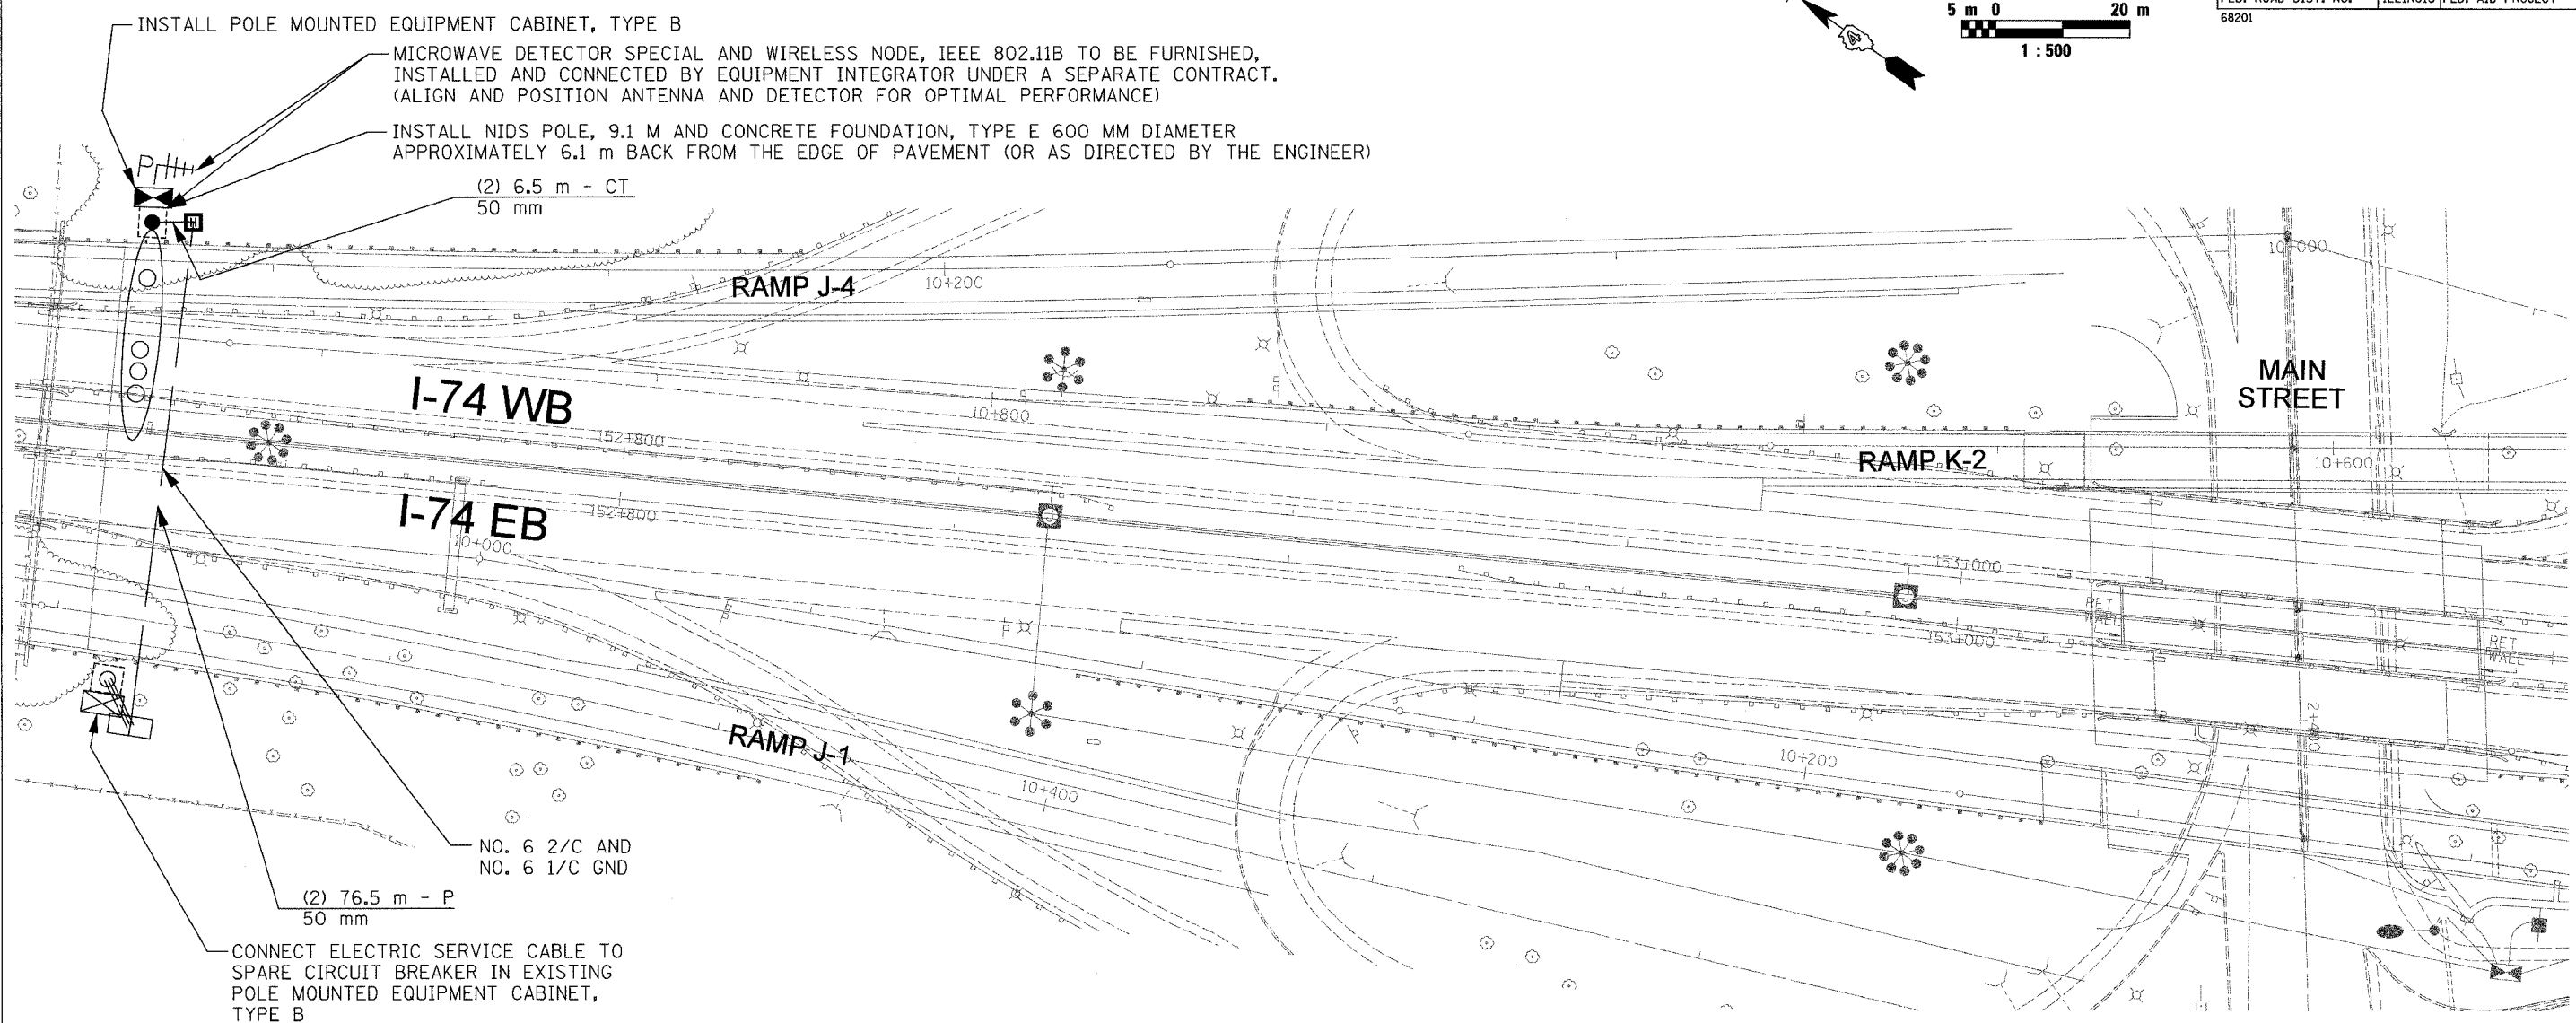 INSTALL POLE MOUNTED EQUIPMENT CABINET, TYPE B
MICROWAVE DETECTOR SPECIAL AND WIRELESS NODE, IEEE 802.11B TO BE FURNISHED,
INSTALLED AND CONNECTED BY EQUIPMENT INTEGRATOR UNDER A SEPARATE CONTRACT.
(ALIGN AND POSITION ANTENNA AND DETECTOR FOR OPTIMAL PERFORMANCE)
INSTALL NIDS POLE, 9.1 M AND CONCRETE FOUNDATION, TYPE E 600 MM DIAMETER
APPROXIMATELY 6.1 m BACK FROM THE EDGE OF PAVEMENT (OR AS DIRECTED BY THE ENGINEER)
5 m 0 20 m
1 : 500
68201
4
P
H
(2) 6.5 m - CT
50 mm
RAMP J-4
10+200
10+000
I-74 WB
152+800
10+800
MAIN
STREET
RAMP K-2
10+600
I-74 EB
152+800
10+000
153+000
153+000
RET
WALL
RET
WALL
RAMP J-1
10+400
10+200
2+400
NO. 6 2/C AND
NO. 6 1/C GND
(2) 76.5 m - P
50 mm
CONNECT ELECTRIC SERVICE CABLE TO
SPARE CIRCUIT BREAKER IN EXISTING
POLE MOUNTED EQUIPMENT CABINET,
TYPE B